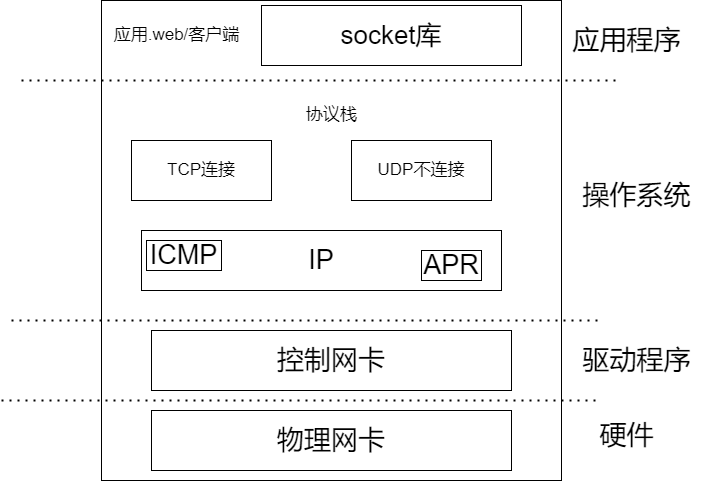 应用.web/客户端
socket库
应用程序
协议栈
TCP连接
UDP不连接
操作系统
ICMP
IP
APR
控制网卡
驱动程序
物理网卡
硬件